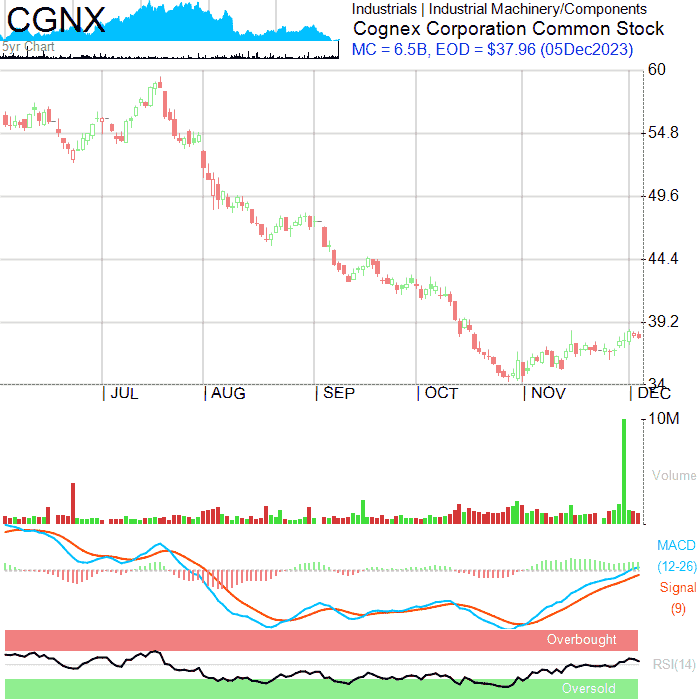 CGNX
5yr Chart
Industrials | Industrial Machinery/Components
Cognex Corporation Common Stock
MC = 6.5B, EOD = $37.96 (05Dec2023)
60
54.8
49.6
44.4
39.2
34
| JUL | AUG | SEP | OCT | NOV | DEC
10M
Volume
MACD
(12-26)
Signal
(9)
Overbought
RSI(14)
Oversold